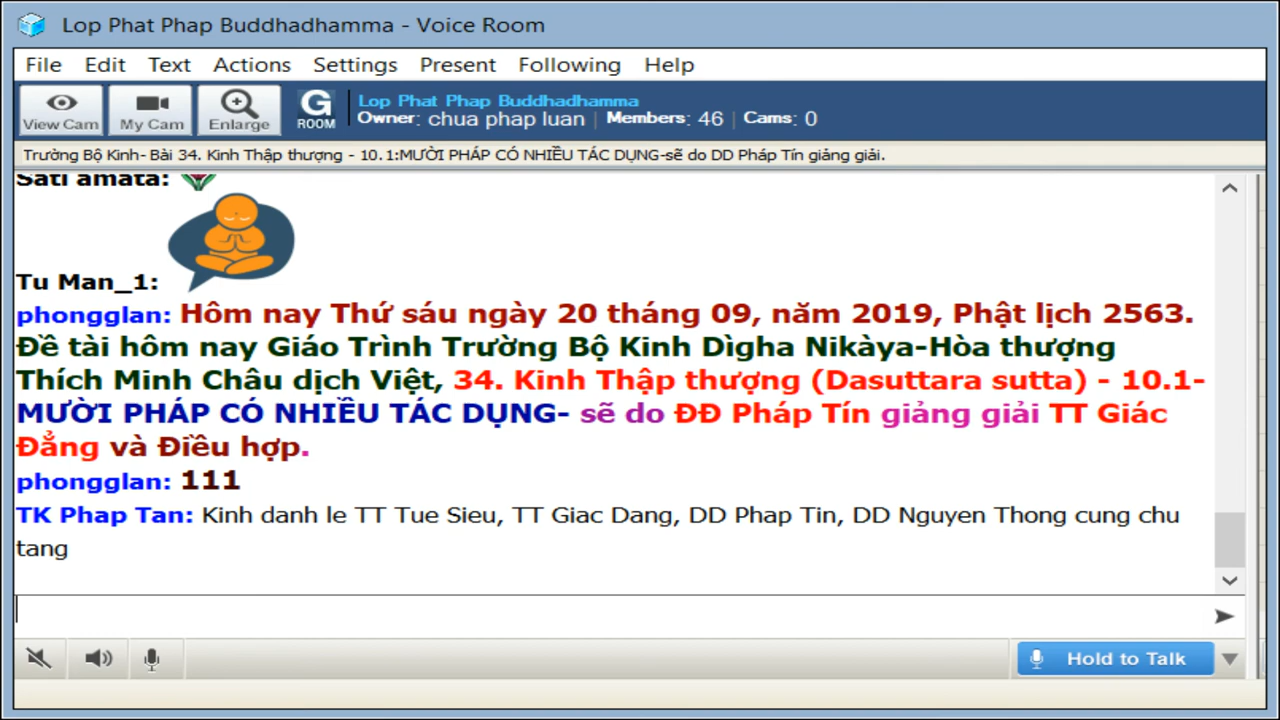 Lop Phat Phap Buddhadhamma - Voice Room
File Edit Text Actions Settings Present Following Help
View Cam My Cam Enlarge G ROOM Lop Phat Phap Buddhadhamma
Owner: chua phap luan | Members: 46 | Cams: 0
Trường Bộ Kinh- Bài 34. Kinh Thập thượng - 10.1:MƯỜI PHÁP CÓ NHIỀU TÁC DỤNG-sẽ do DD Pháp Tín giảng giải.
Sati amata:
Tu Man_1:
phongglan: Hôm nay Thứ sáu ngày 20 tháng 09, năm 2019, Phật lịch 2563.
Đề tài hôm nay Giáo Trình Trường Bộ Kinh Dìgha Nikàya-Hòa thượng
Thích Minh Châu dịch Việt, 34. Kinh Thập thượng (Dasuttara sutta) - 10.1-
MƯỜI PHÁP CÓ NHIỀU TÁC DỤNG- sẽ do ĐĐ Pháp Tín giảng giải TT Giác
Đẳng và Điều hợp.
phongglan: 111
TK Phap Tan: Kinh danh le TT Tue Sieu, TT Giac Dang, DD Phap Tin, DD Nguyen Thong cung chu
tang
Hold to Talk